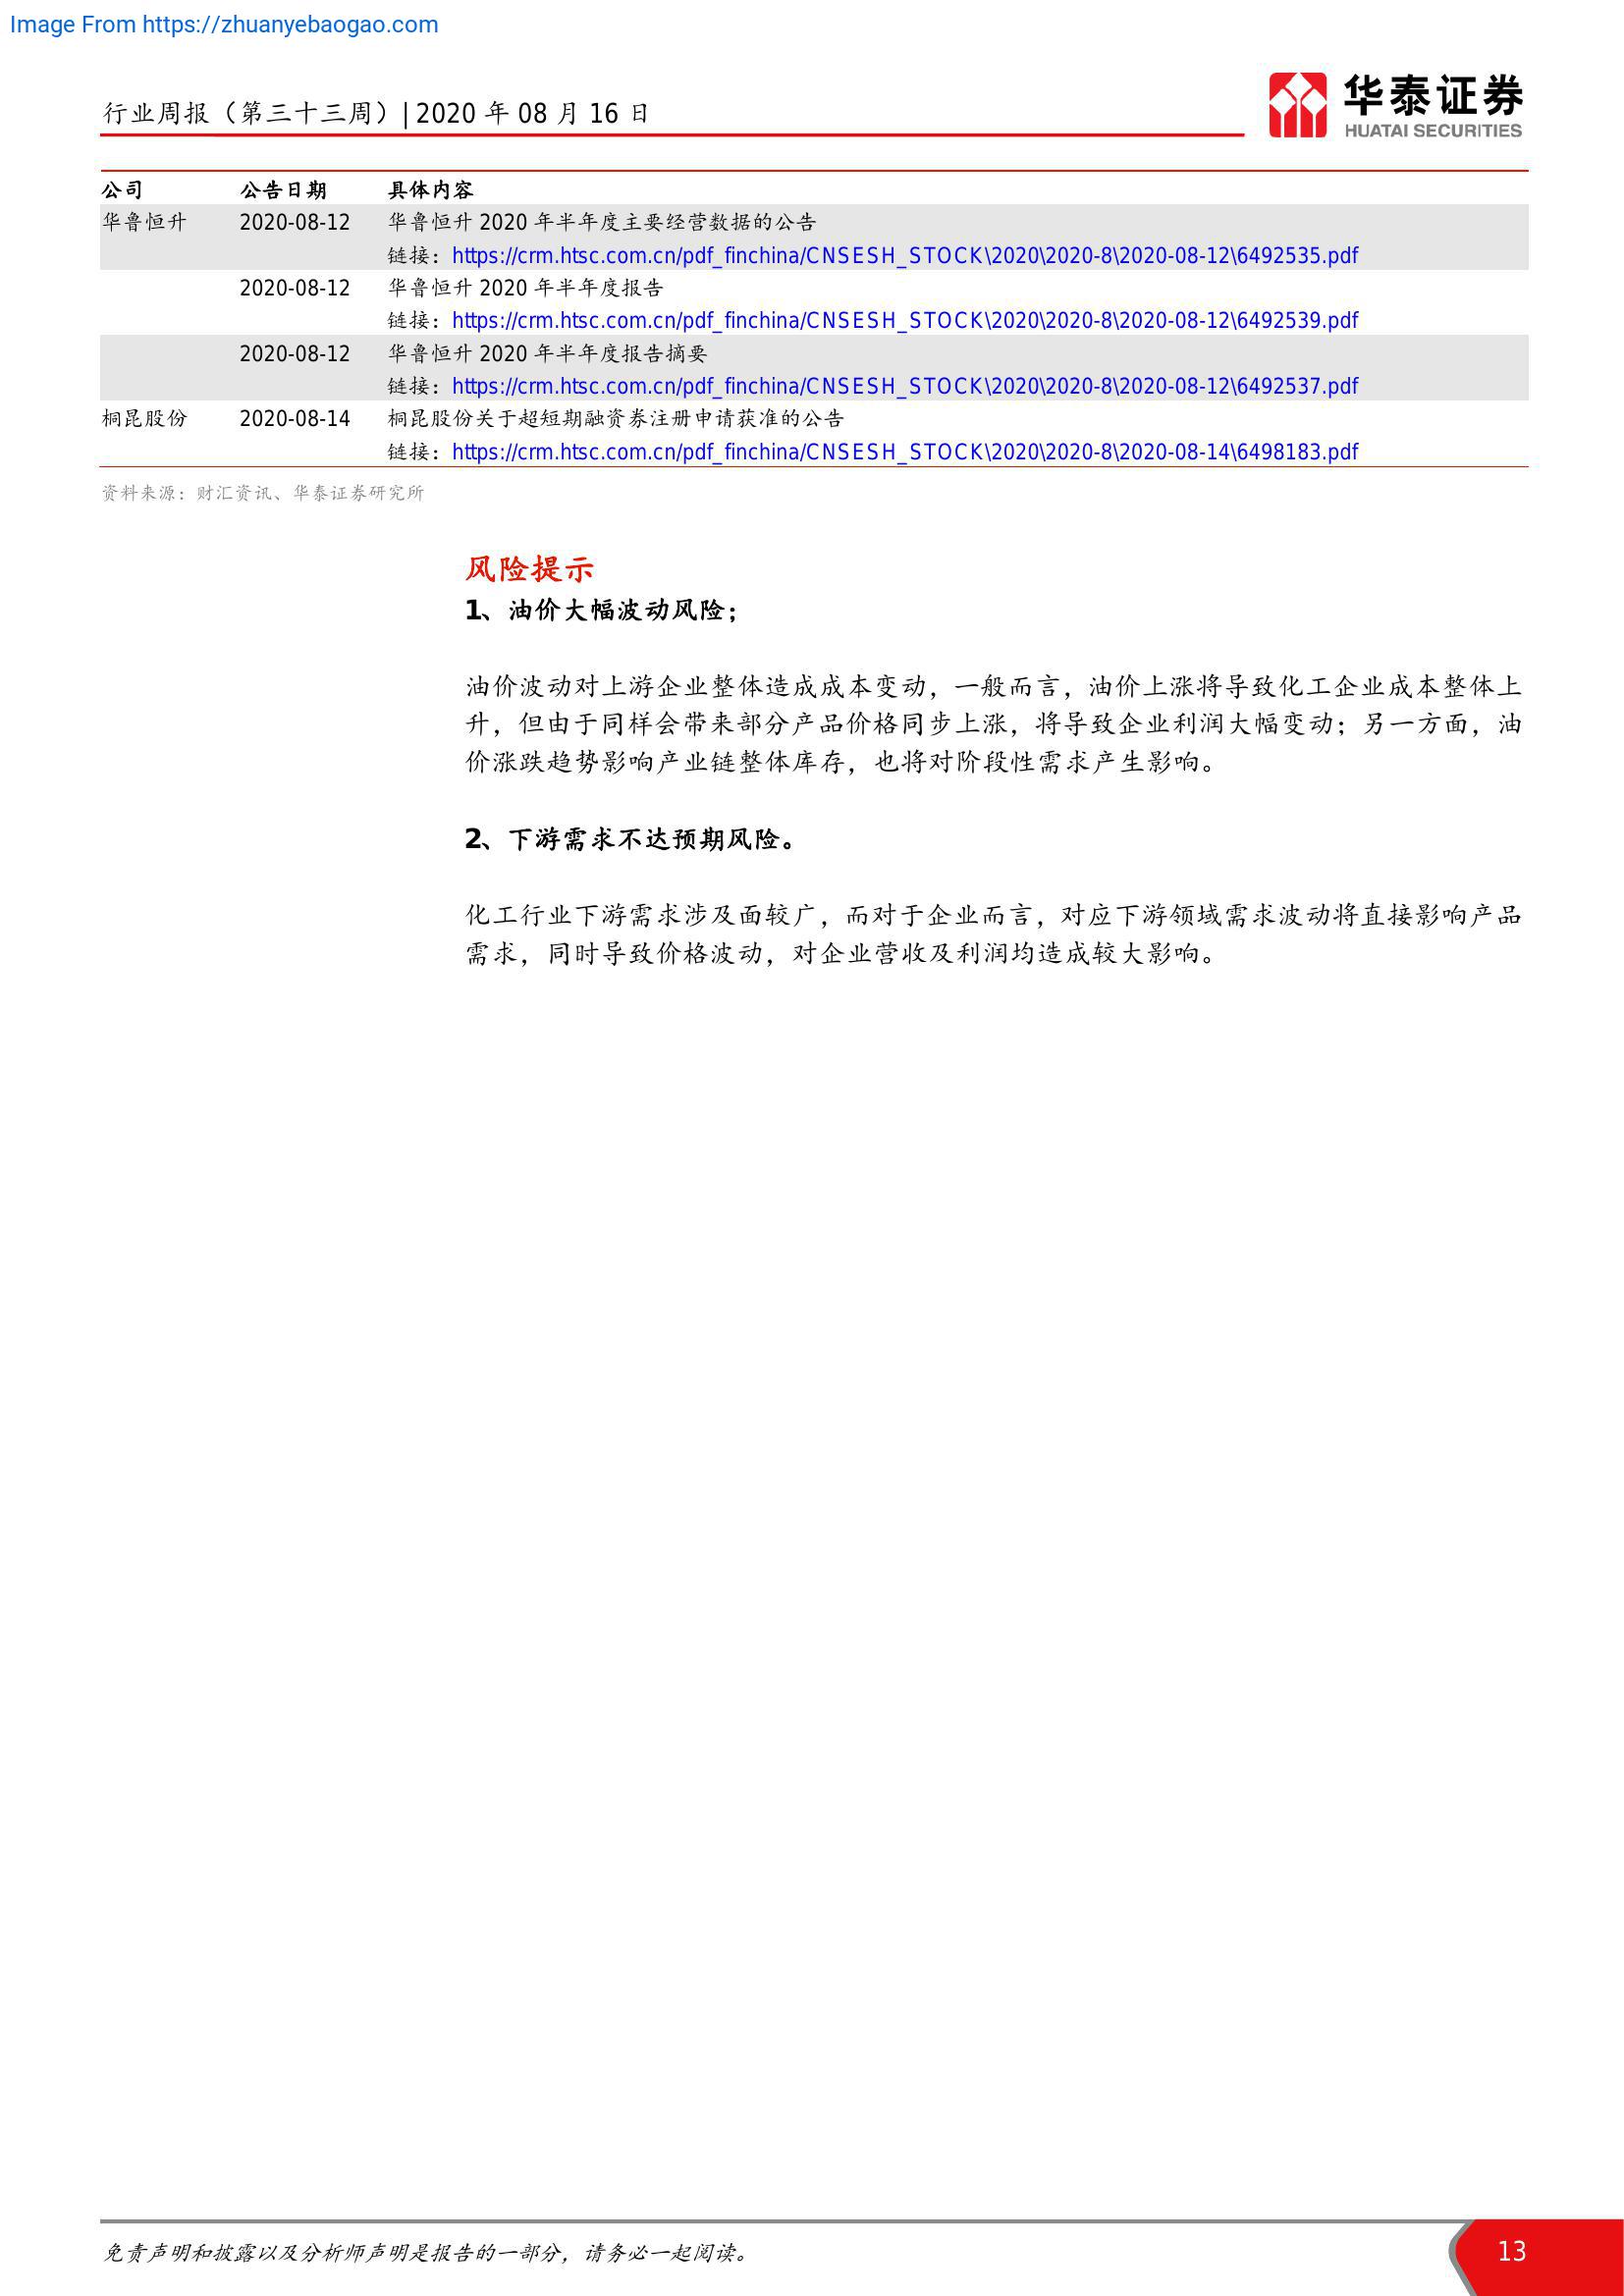 Image From https://zhuanyebaogao.com
行业周报（第三十三周）| 2020 年 08 月 16 日
华泰证券
HUATAI SECURITIES
公司 公告日期 具体内容
华鲁恒升 2020-08-12 华鲁恒升 2020 年半年度主要经营数据的公告
链接：https://crm.htsc.com.cn/pdf_finchina/CNSESH_STOCK\2020\2020-8\2020-08-12\6492535.pdf
2020-08-12 华鲁恒升 2020 年半年度报告
链接：https://crm.htsc.com.cn/pdf_finchina/CNSESH_STOCK\2020\2020-8\2020-08-12\6492539.pdf
2020-08-12 华鲁恒升 2020 年半年度报告摘要
链接：https://crm.htsc.com.cn/pdf_finchina/CNSESH_STOCK\2020\2020-8\2020-08-12\6492537.pdf
桐昆股份 2020-08-14 桐昆股份关于超短期融资券注册申请获准的公告
链接：https://crm.htsc.com.cn/pdf_finchina/CNSESH_STOCK\2020\2020-8\2020-08-14\6498183.pdf
资料来源：财汇资讯、华泰证券研究所
风险提示
1、油价大幅波动风险；
油价波动对上游企业整体造成成本变动，一般而言，油价上涨将导致化工企业成本整体上
升，但由于同样会带来部分产品价格同步上涨，将导致企业利润大幅变动；另一方面，油
价涨跌趋势影响产业链整体库存，也将对阶段性需求产生影响。
2、下游需求不达预期风险。
化工行业下游需求涉及面较广，而对于企业而言，对应下游领域需求波动将直接影响产品
需求，同时导致价格波动，对企业营收及利润均造成较大影响。
免责声明和披露以及分析师声明是报告的一部分，请务必一起阅读。
13